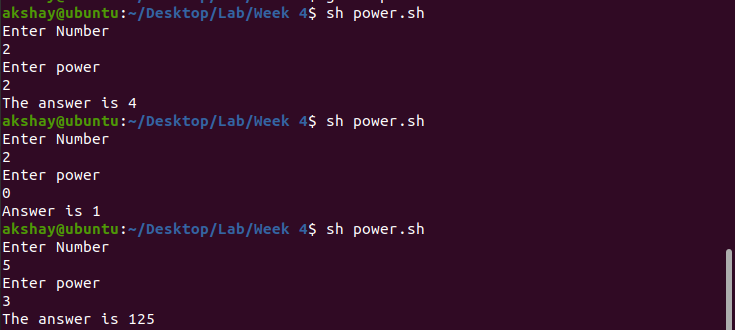 akshay@ubuntu:~/Desktop/Lab/Week 4$ sh power.sh
Enter Number
2
Enter power
2
The answer is 4
akshay@ubuntu:~/Desktop/Lab/Week 4$ sh power.sh
Enter Number
2
Enter power
0
Answer is 1
akshay@ubuntu:~/Desktop/Lab/Week 4$ sh power.sh
Enter Number
5
Enter power
3
The answer is 125